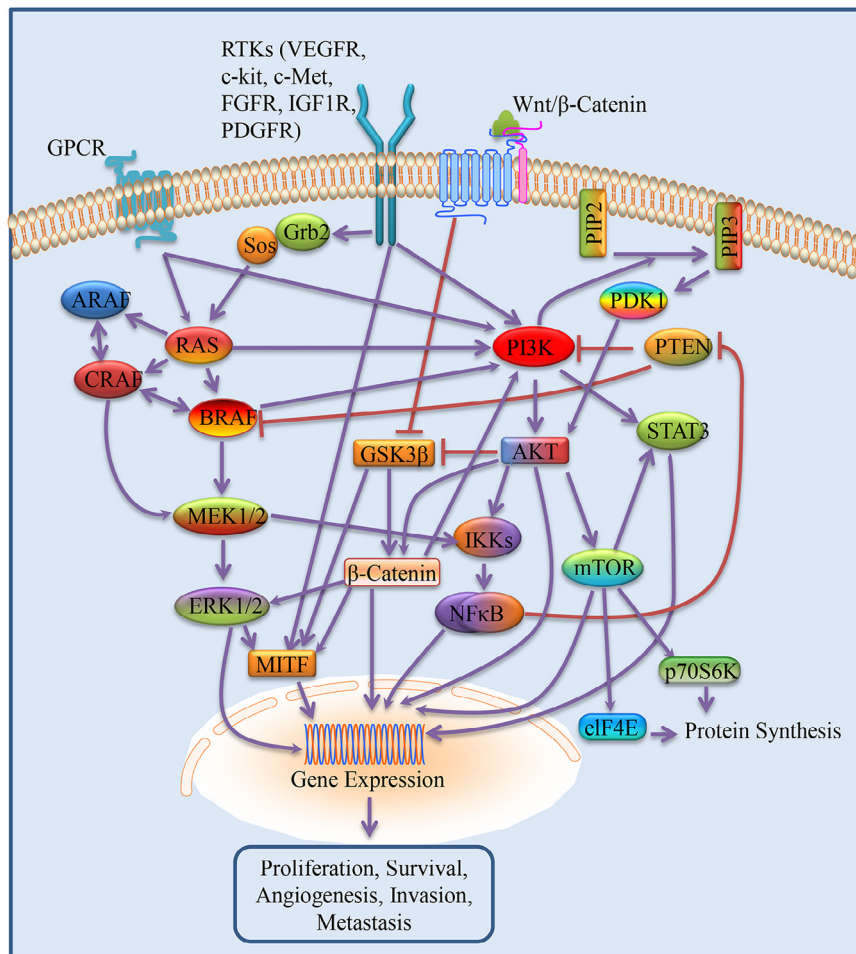 RTKs (VEGFR,
c-kit, c-Met,
FGFR, IGF1R,
PDGFR)
Wnt/β-Catenin
GPCR
PIP2
PIP3
Sos
Grb2
PDK1
ARAF
RAS
PI3K
PTEN
CRAF
BRAF
STAT3
GSK3β
AKT
MEK1/2
IKKs
mTOR
β-Catenin
ERK1/2
NFκB
MITF
p70S6K
eIF4E
Protein Synthesis
Gene Expression
Proliferation, Survival,
Angiogenesis, Invasion,
Metastasis